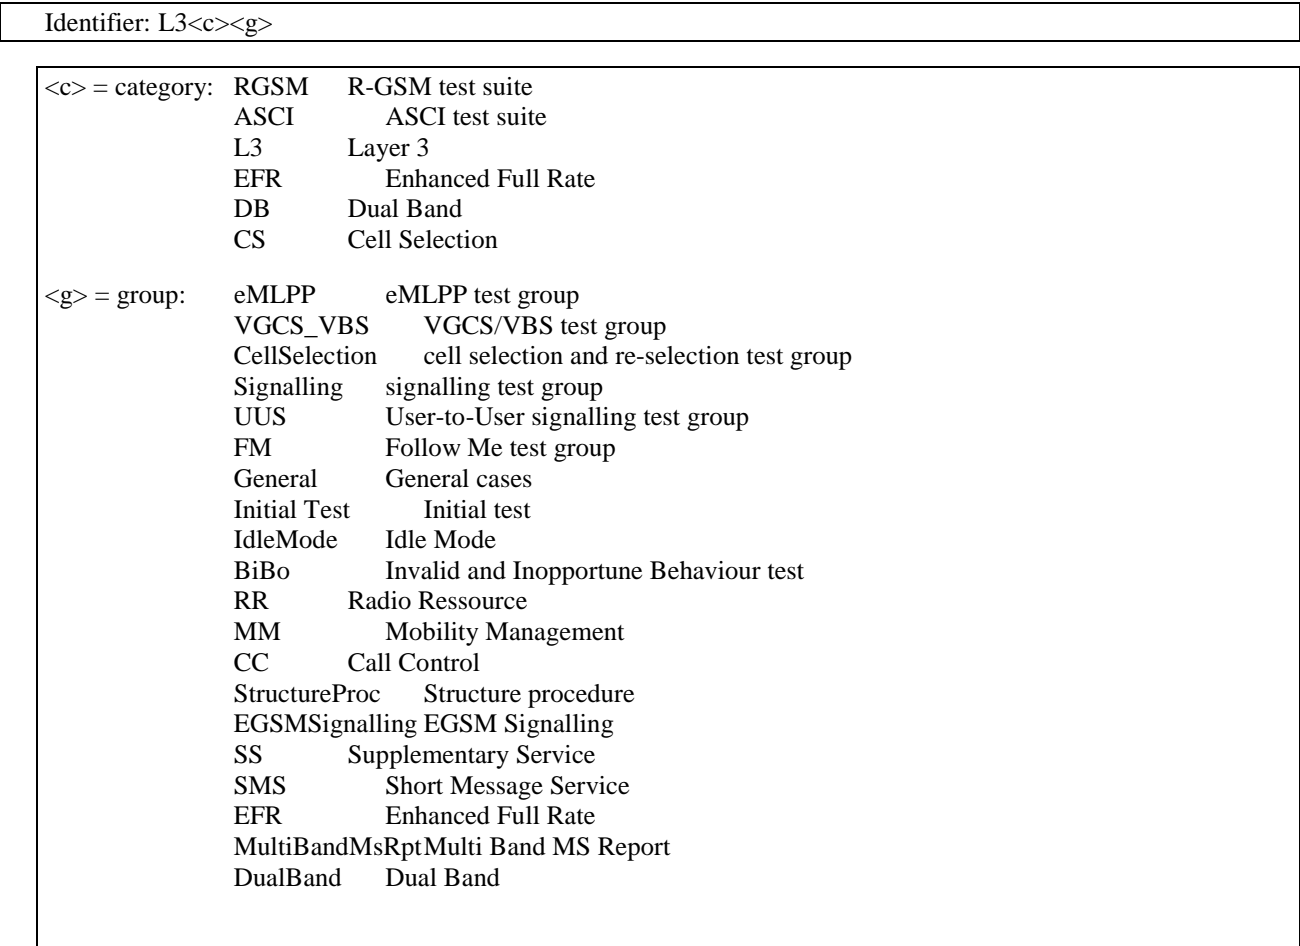 Identifier: L3<c><g>
<c> = category: RGSM R-GSM test suite
ASCI ASCI test suite
L3 Layer 3
EFR Enhanced Full Rate
DB Dual Band
CS Cell Selection
<g> = group: eMLPP eMLPP test group
VGCS_VBS VGCS/VBS test group
CellSelection cell selection and re-selection test group
Signalling signalling test group
UUS User-to-User signalling test group
FM Follow Me test group
General General cases
Initial Test Initial test
IdleMode Idle Mode
BiBo Invalid and Inopportune Behaviour test
RR Radio Ressource
MM Mobility Management
CC Call Control
StructureProc Structure procedure
EGSMSignalling EGSM Signalling
SS Supplementary Service
SMS Short Message Service
EFR Enhanced Full Rate
MultiBandMsRptMulti Band MS Report
DualBand Dual Band